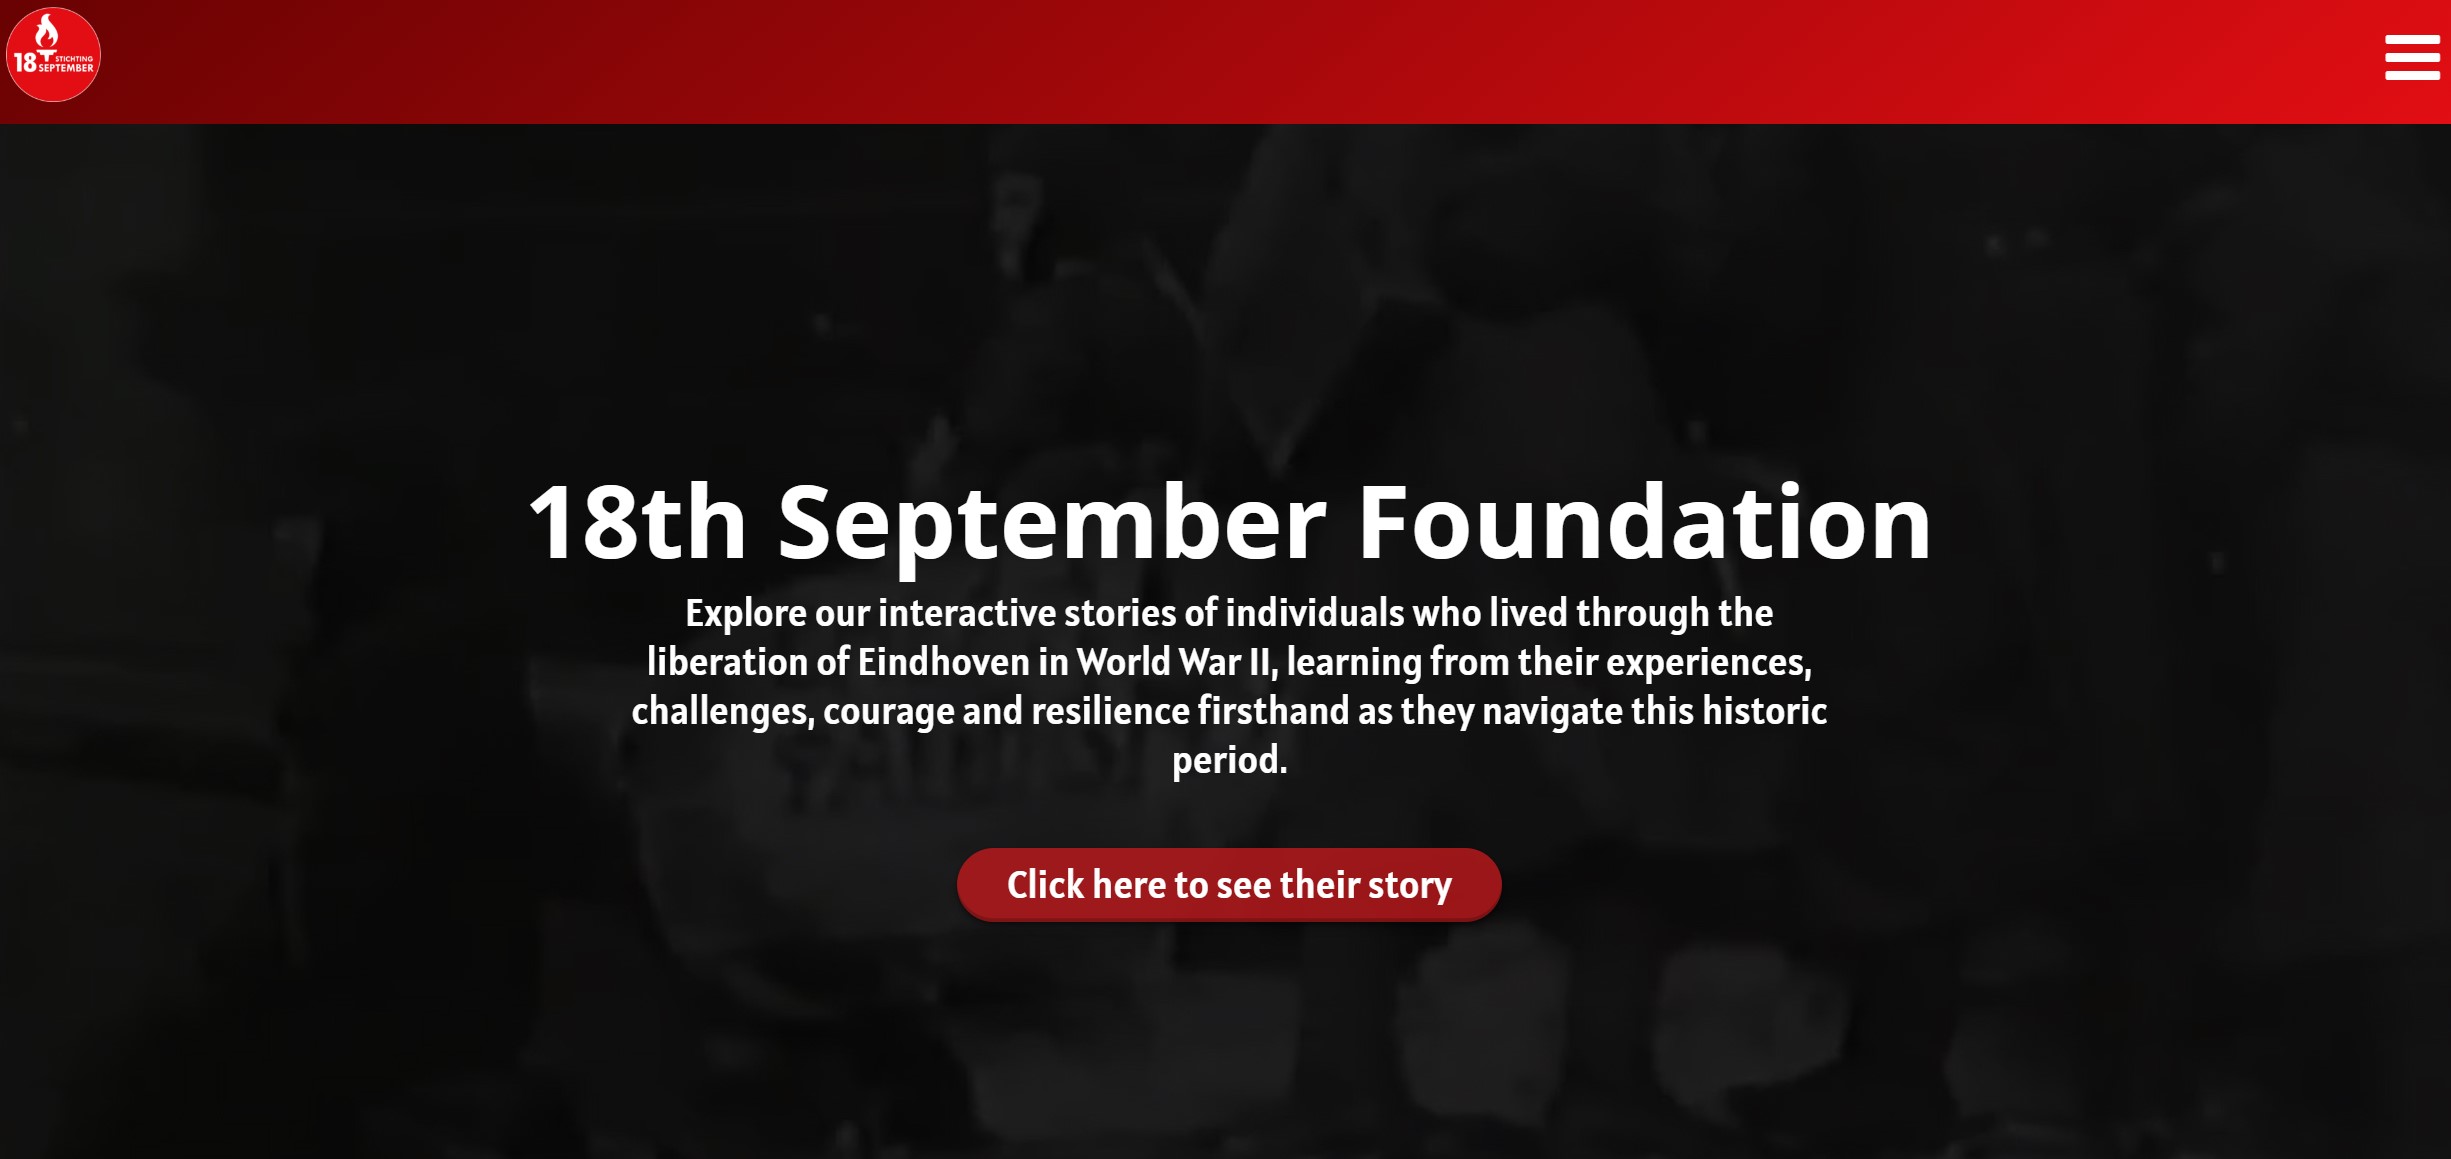 18 STICHTING
SEPTEMBER
18th September Foundation
Explore our interactive stories of individuals who lived through the
liberation of Eindhoven in World War II, learning from their experiences,
challenges, courage and resilience firsthand as they navigate this historic
period.
Click here to see their story